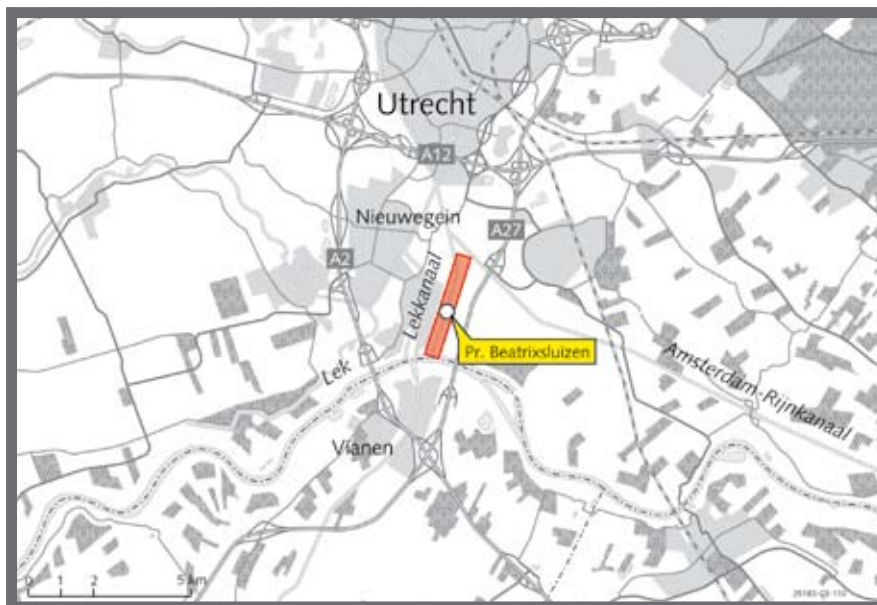 Utrecht
A12
Nieuwegein
A27
A2
Lekkanaal
Pr. Beatrixsluizen
Lek
Amsterdam-Rijnkanaal
Vianen
0 1 2 5 km